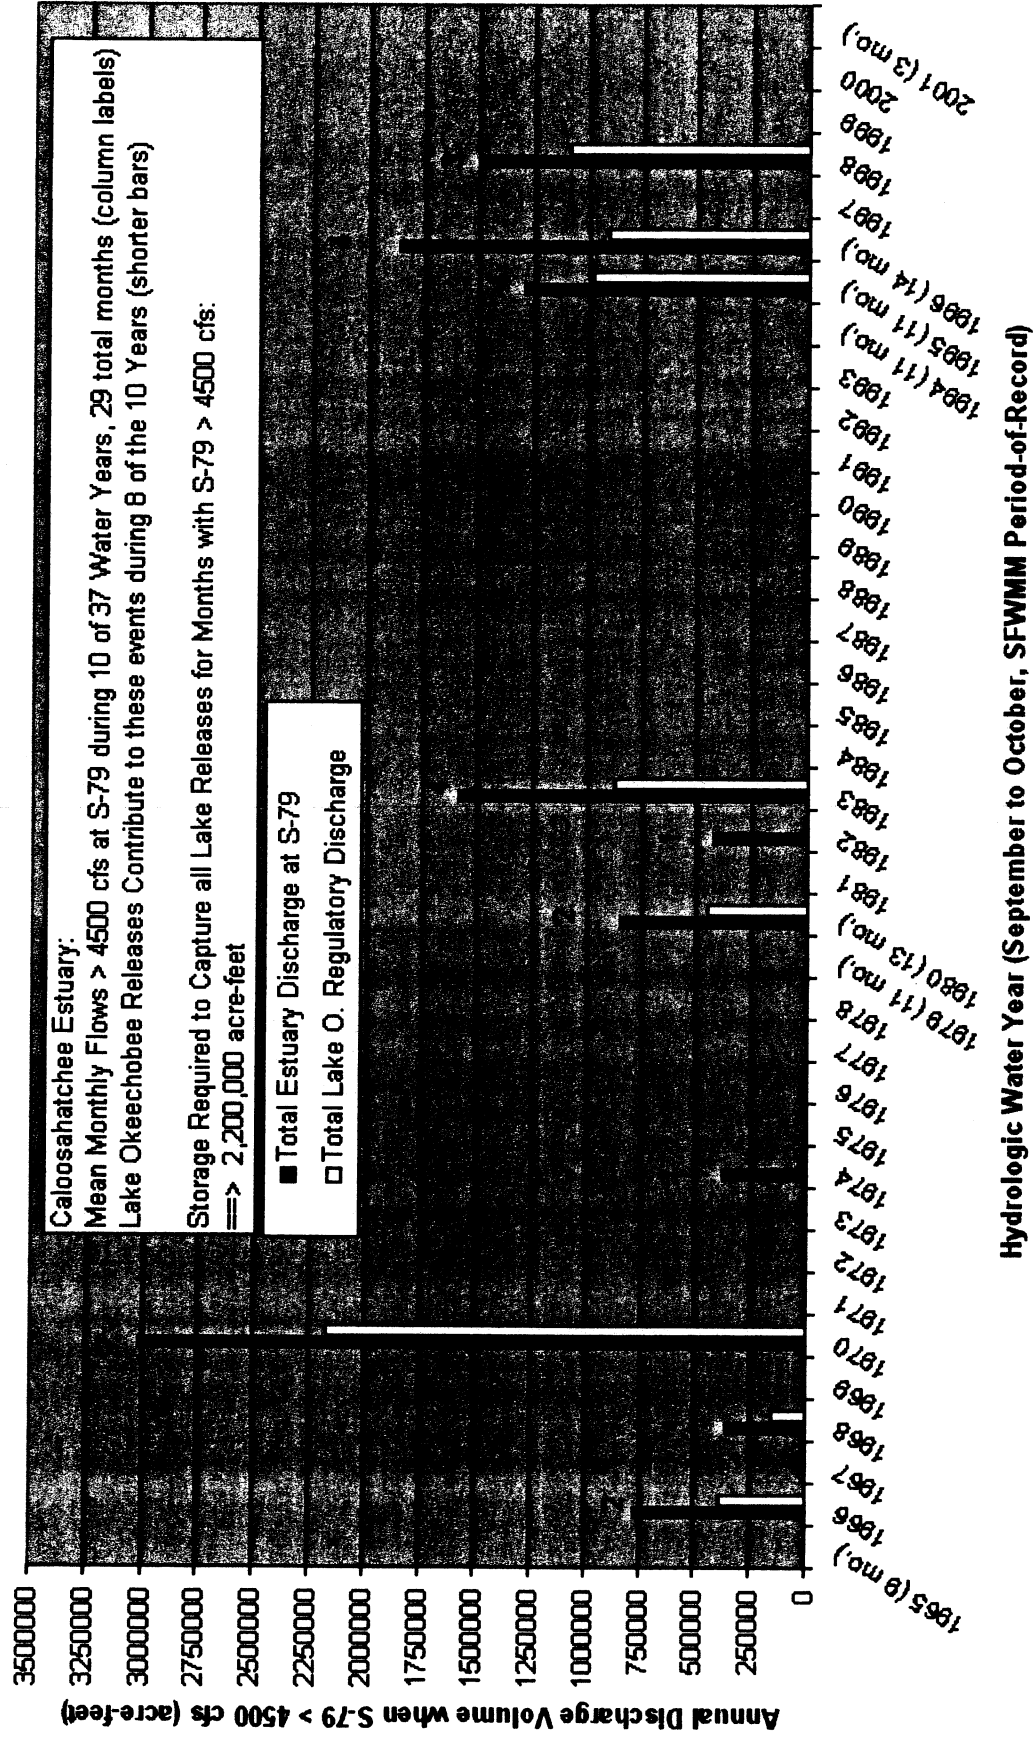 Caloosahatchee Estuary:
Mean Monthly Flows > 4500 cfs at S-79 during 10 of 37 Water Years, 29 total months (column labels)
Lake Okeechobee Releases Contribute to these events during 8 of the 10 Years (shorter bars)
Storage Required to Capture all Lake Releases for Months with S-79 > 4500 cfs:
==> 2,200,000 acre-feet
Total Estuary Discharge at S-79
Total Lake O. Regulatory Discharge
Annual Discharge Volume when S-79 > 4500 cfs (acre-feet)
3500000
3250000
3000000
2750000
2500000
2250000
2000000
1750000
1500000
1250000
1000000
750000
500000
250000
0
2
2
1965 (9 mo.)
1966
1967
1968
1969
1970
1971
1972
1973
1974
1975
1976
1977
1978
1979 (11 mo.)
1980 (13 mo.)
1981
1982
1983
1984
1985
1986
1987
1988
1989
1990
1991
1992
1993
1994 (11 mo.)
1995 (11 mo.)
1996 (14 mo.)
1997
1998
1999
2000
2001 (3 mo.)
Hydrologic Water Year (September to October, SFWMM Period-of-Record)